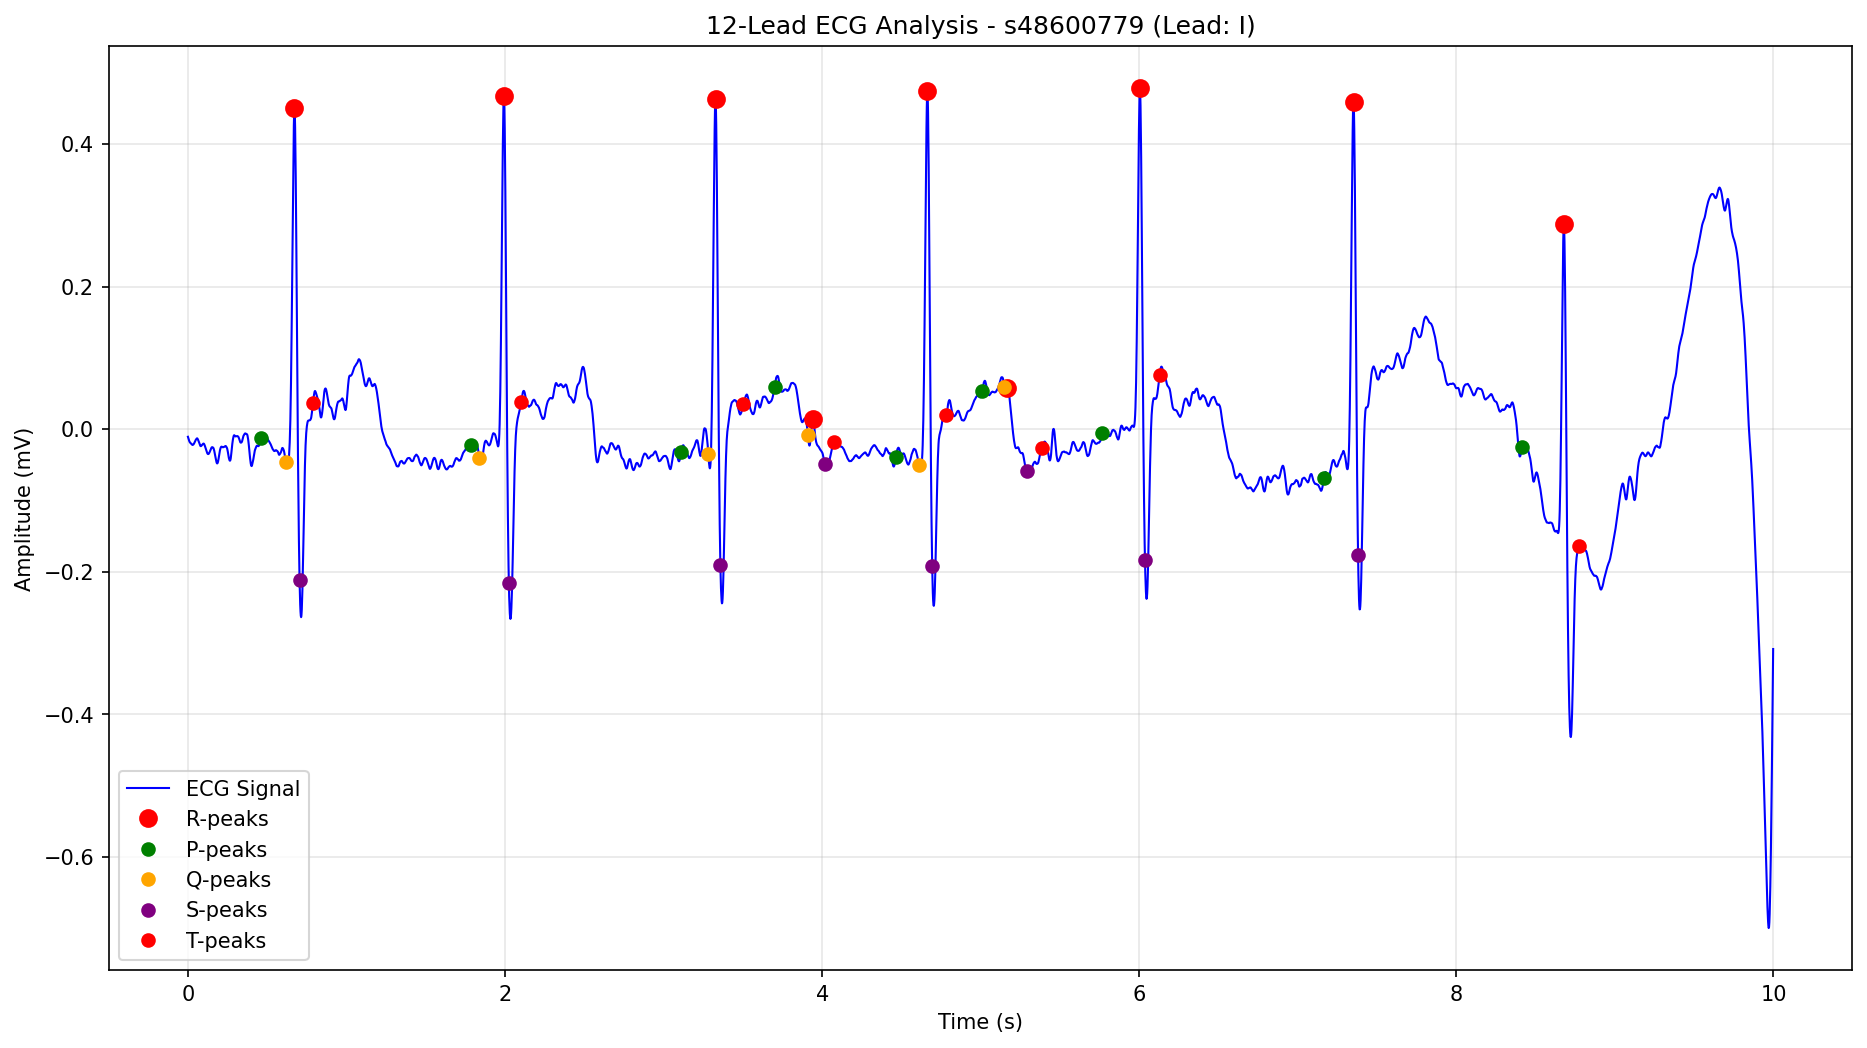 12-Lead ECG Analysis - s48600779 (Lead: I)
Amplitude (mV)
0.4
0.2
0.0
−0.2
−0.4
−0.6
ECG Signal
R-peaks
P-peaks
Q-peaks
S-peaks
T-peaks
0 2 4 6 8 10
Time (s)